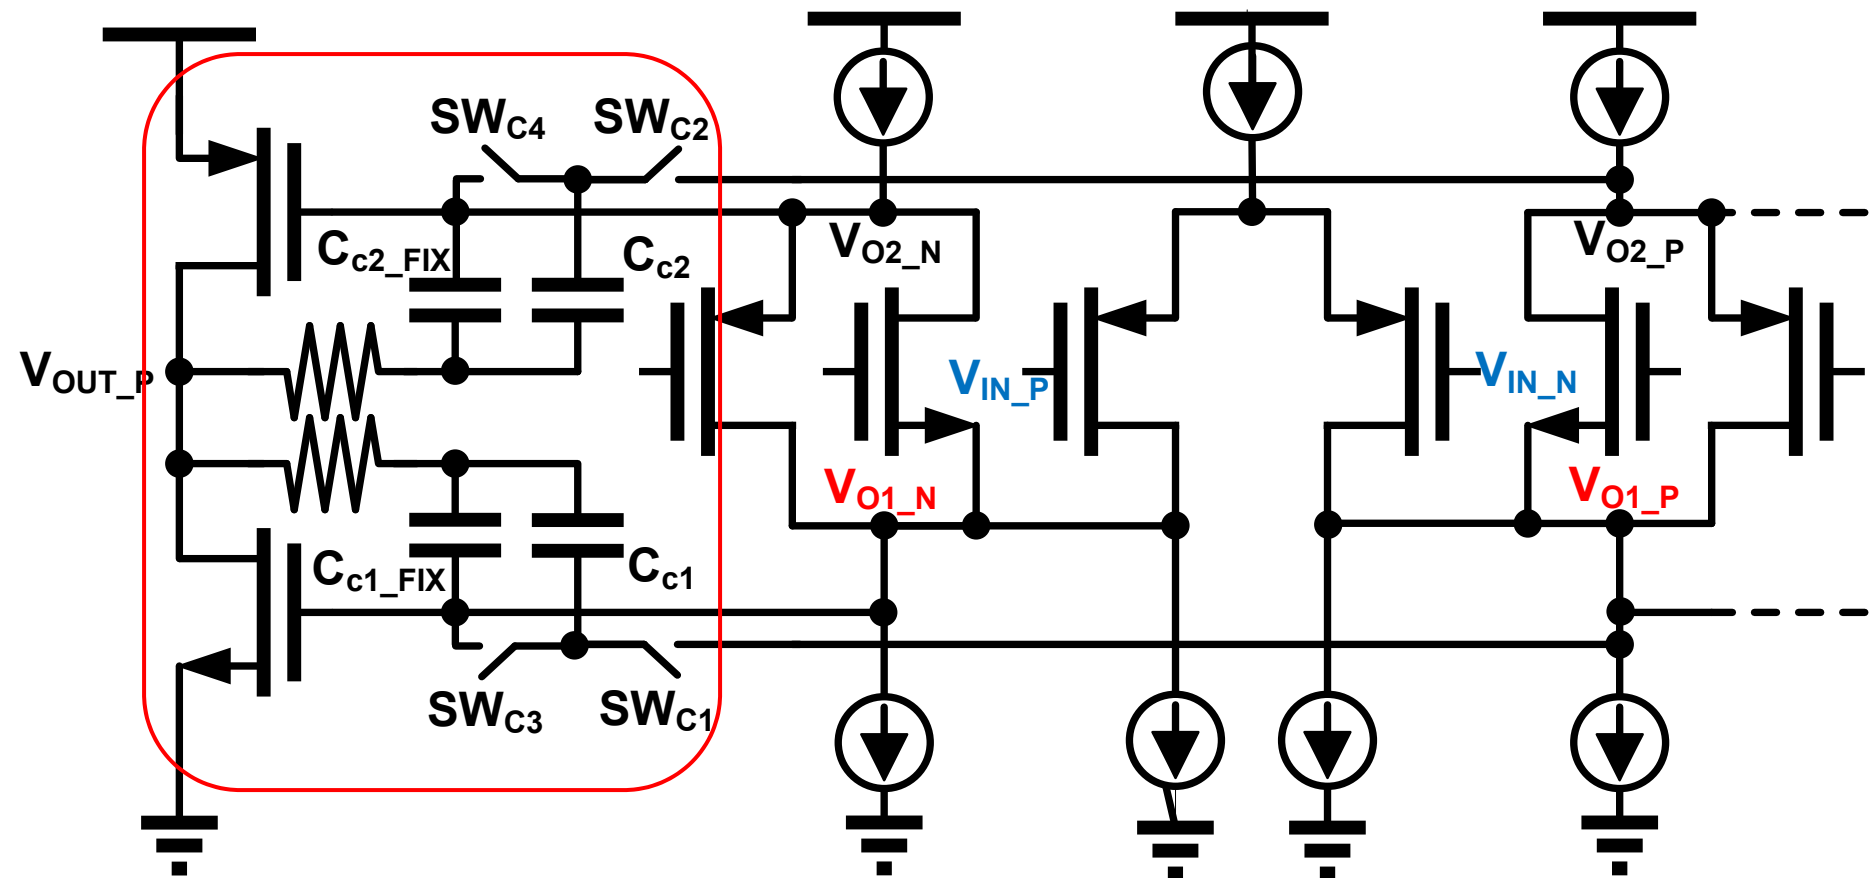 SWC4
SWC2
Cc2_FIX
Cc2
VO2_N
VO2_P
VOUT_P
VIN_P
VIN_N
VO1_N
VO1_P
Cc1_FIX
Cc1
SWC3
SWC1